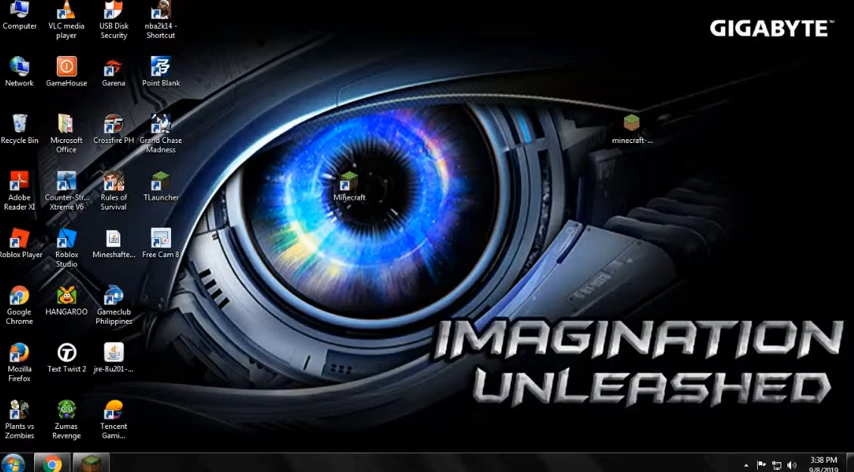 GIGABYTE™
Computer
VLC media
player
USB Disk
Security
nba2k14 -
Shortcut
Network
GameHouse
Garena
Point Blank
Recycle Bin
Microsoft
Office
Crossfire PH
Grand Chase
Madness
minecraft-...
Adobe
Reader XI
Counter-Str...
Xtreme V6
Rules of
Survival
TLauncher
Minecraft
Roblox Player
Roblox
Studio
Mineshafte...
Free Cam 8
Google
Chrome
HANGAROO
Gameclub
Philippines
IMAGINATION
UNLEASHED
Mozilla
Firefox
Text Twist 2
jre-8u201-...
Plants vs
Zombies
Zumas
Revenge
Tencent
Gami...
3:38 PM
9/8/2019